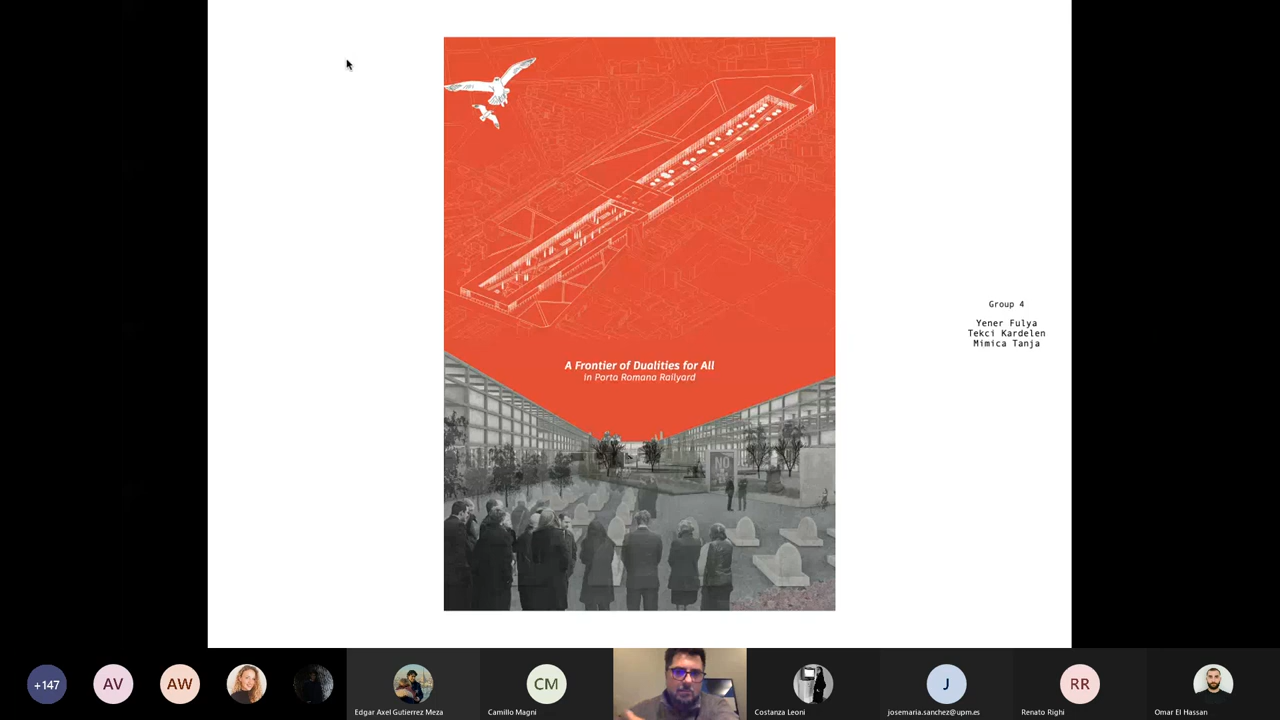 A Frontier of Dualities for All
in Porta Romana Railyard
NO
Group 4
Yener Fulya
Tekci Kardelen
Mimica Tanja
+147
AV
AW
Edgar Axel Gutierrez Meza
CM
Camillo Magni
Costanza Leoni
J
josemaria.sanchez@upm.es
RR
Renato Righi
Omar El Hassan